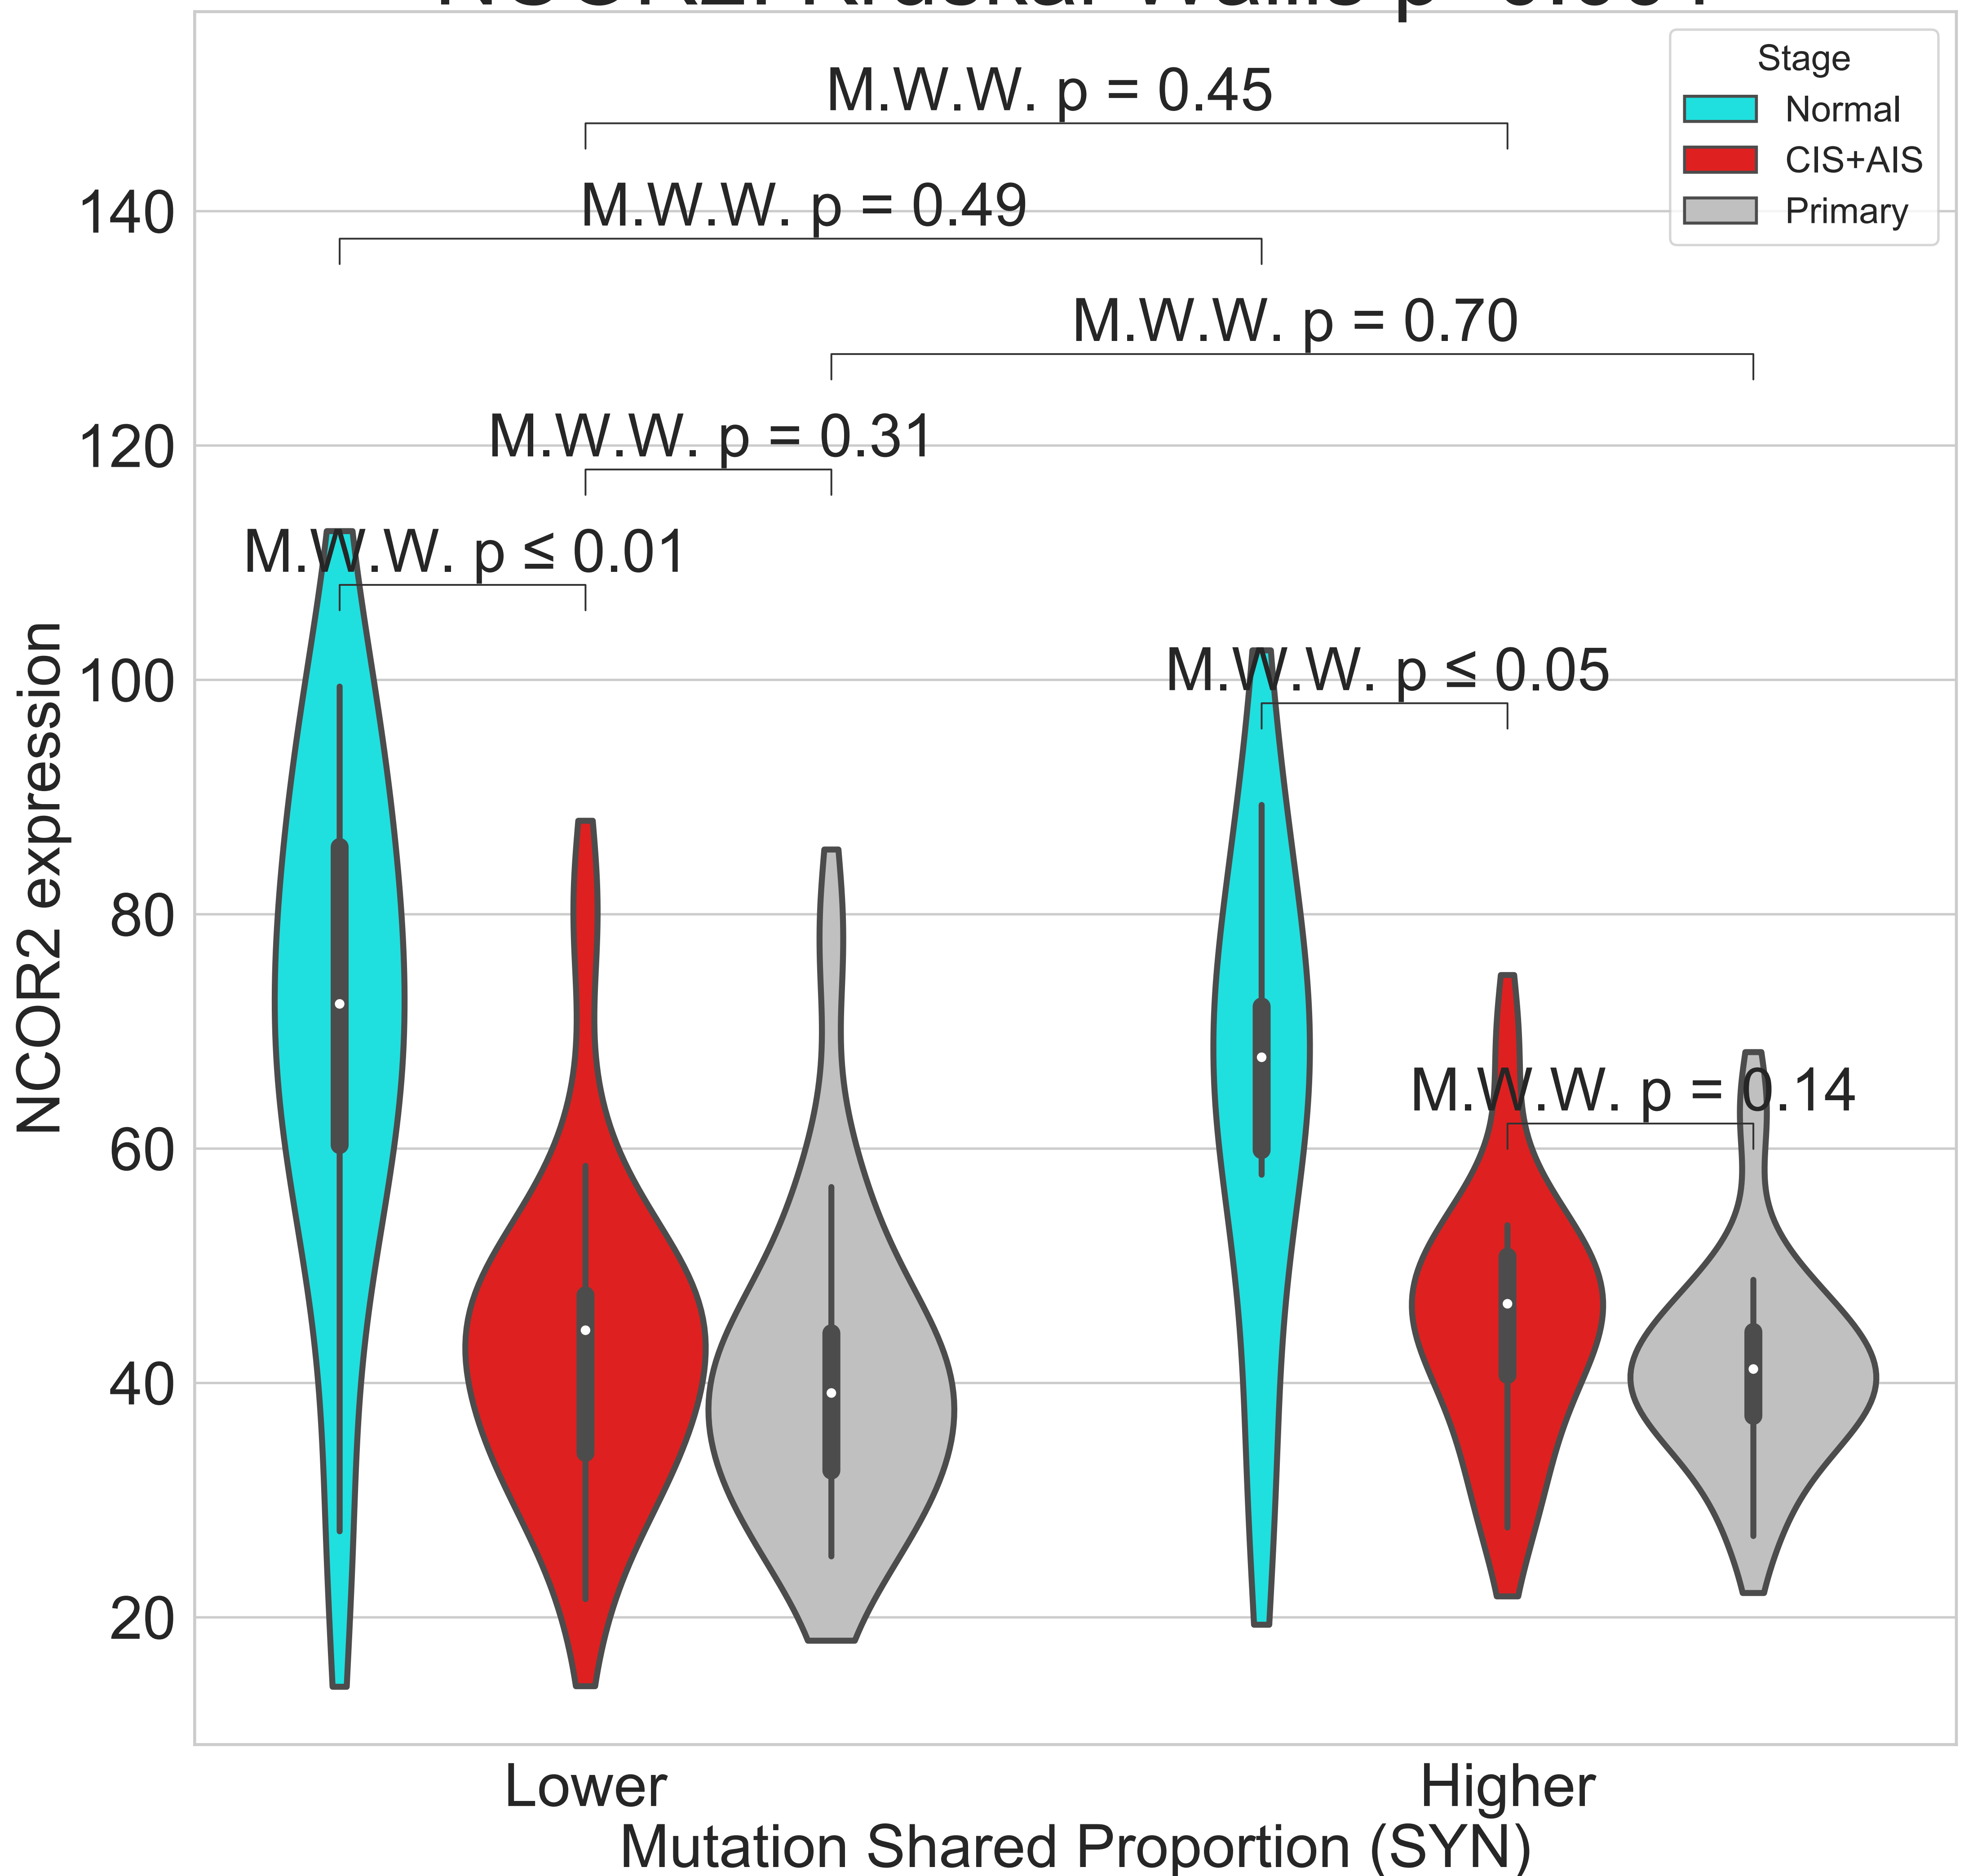 M.W.W. p = 0.45
Stage
Normal
CIS+AIS
Primary
M.W.W. p = 0.49
M.W.W. p = 0.70
M.W.W. p = 0.31
M.W.W. p ≤ 0.01
M.W.W. p ≤ 0.05
M.W.W. p = 0.14
140
120
100
80
60
40
20
NCOR2 expression
Lower
Higher
Mutation Shared Proportion (SYN)